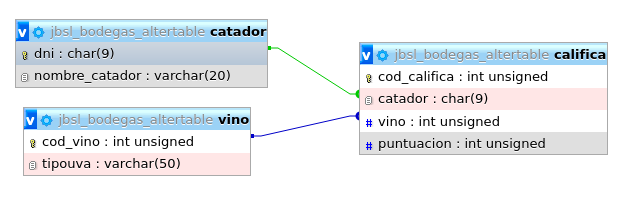 v jbsl_bodegas_altertable catador
dni : char(9)
nombre_catador : varchar(20)
v jbsl_bodegas_altertable vino
cod_vino : int unsigned
tipouva : varchar(50)
v jbsl_bodegas_altertable califica
cod_califica : int unsigned
catador : char(9)
# vino : int unsigned
# puntuacion : int unsigned